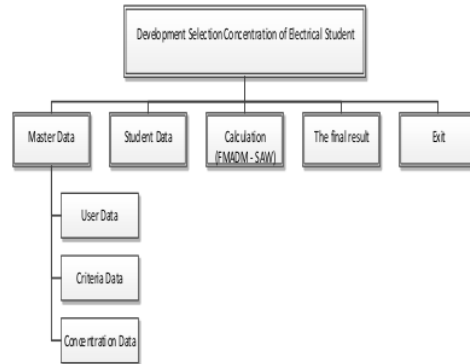 Development Selection Concentration of Electrical Student
Master Data
Student Data
Calculation
(FMADM - SAW)
The final result
Exit
User Data
Criteria Data
Concentration Data